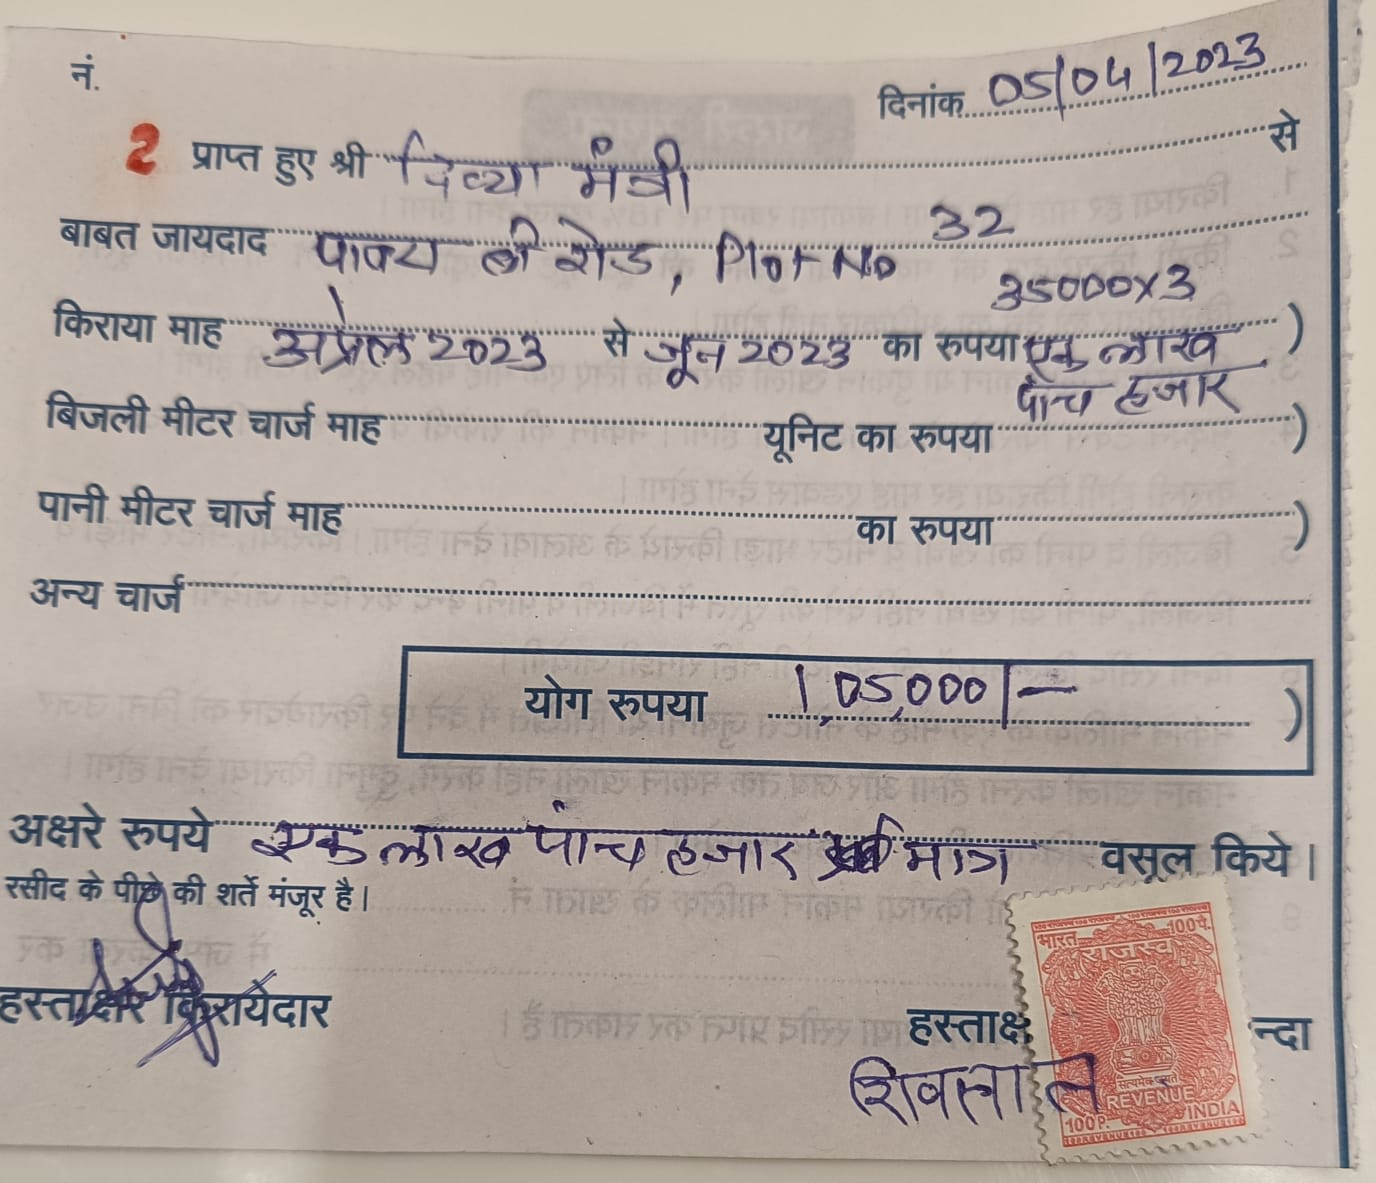 नं.
दिनांक 05/04/2023
2 प्राप्त हुए श्री दिव्या मंत्री से
बाबत जायदाद पावटा बी रोड, Plot No 32
35000x3
किराया माह अप्रेल 2023 से जून 2023 का रुपया एक लाख )
पांच हजार
बिजली मीटर चार्ज माह यूनिट का रुपया )
पानी मीटर चार्ज माह का रुपया )
अन्य चार्ज
योग रुपया 1,05,000/- )
अक्षरे रुपये एक लाख पांच हजार मात्र वसूल किये।
रसीद के पीछे की शर्ते मंजूर है।
हस्ताक्षर किरायेदार
हस्ताक्ष न्दा
शिवलाल
भारत 100पै.
राजस्व
सत्यमेव जयते
REVENUE
100P. INDIA